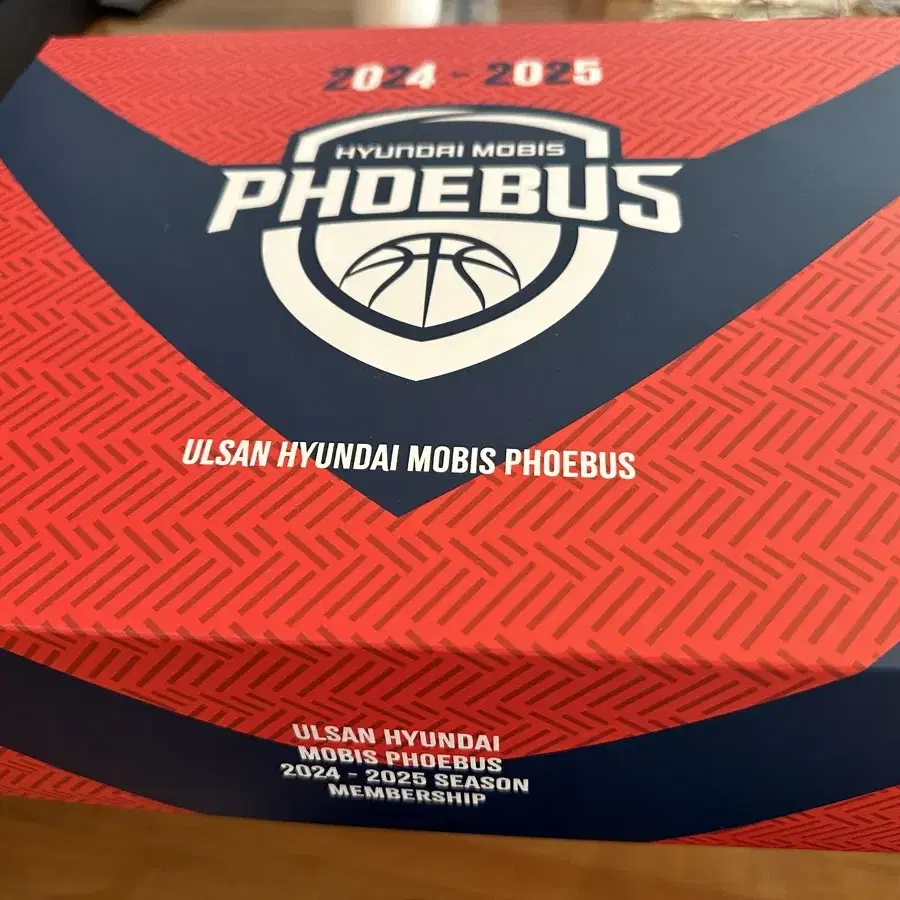 2024 - 2025
HYUNDAI MOBIS
PHOEBUS
ULSAN HYUNDAI MOBIS PHOEBUS
ULSAN HYUNDAI
MOBIS PHOEBUS
2024 - 2025 SEASON
MEMBERSHIP